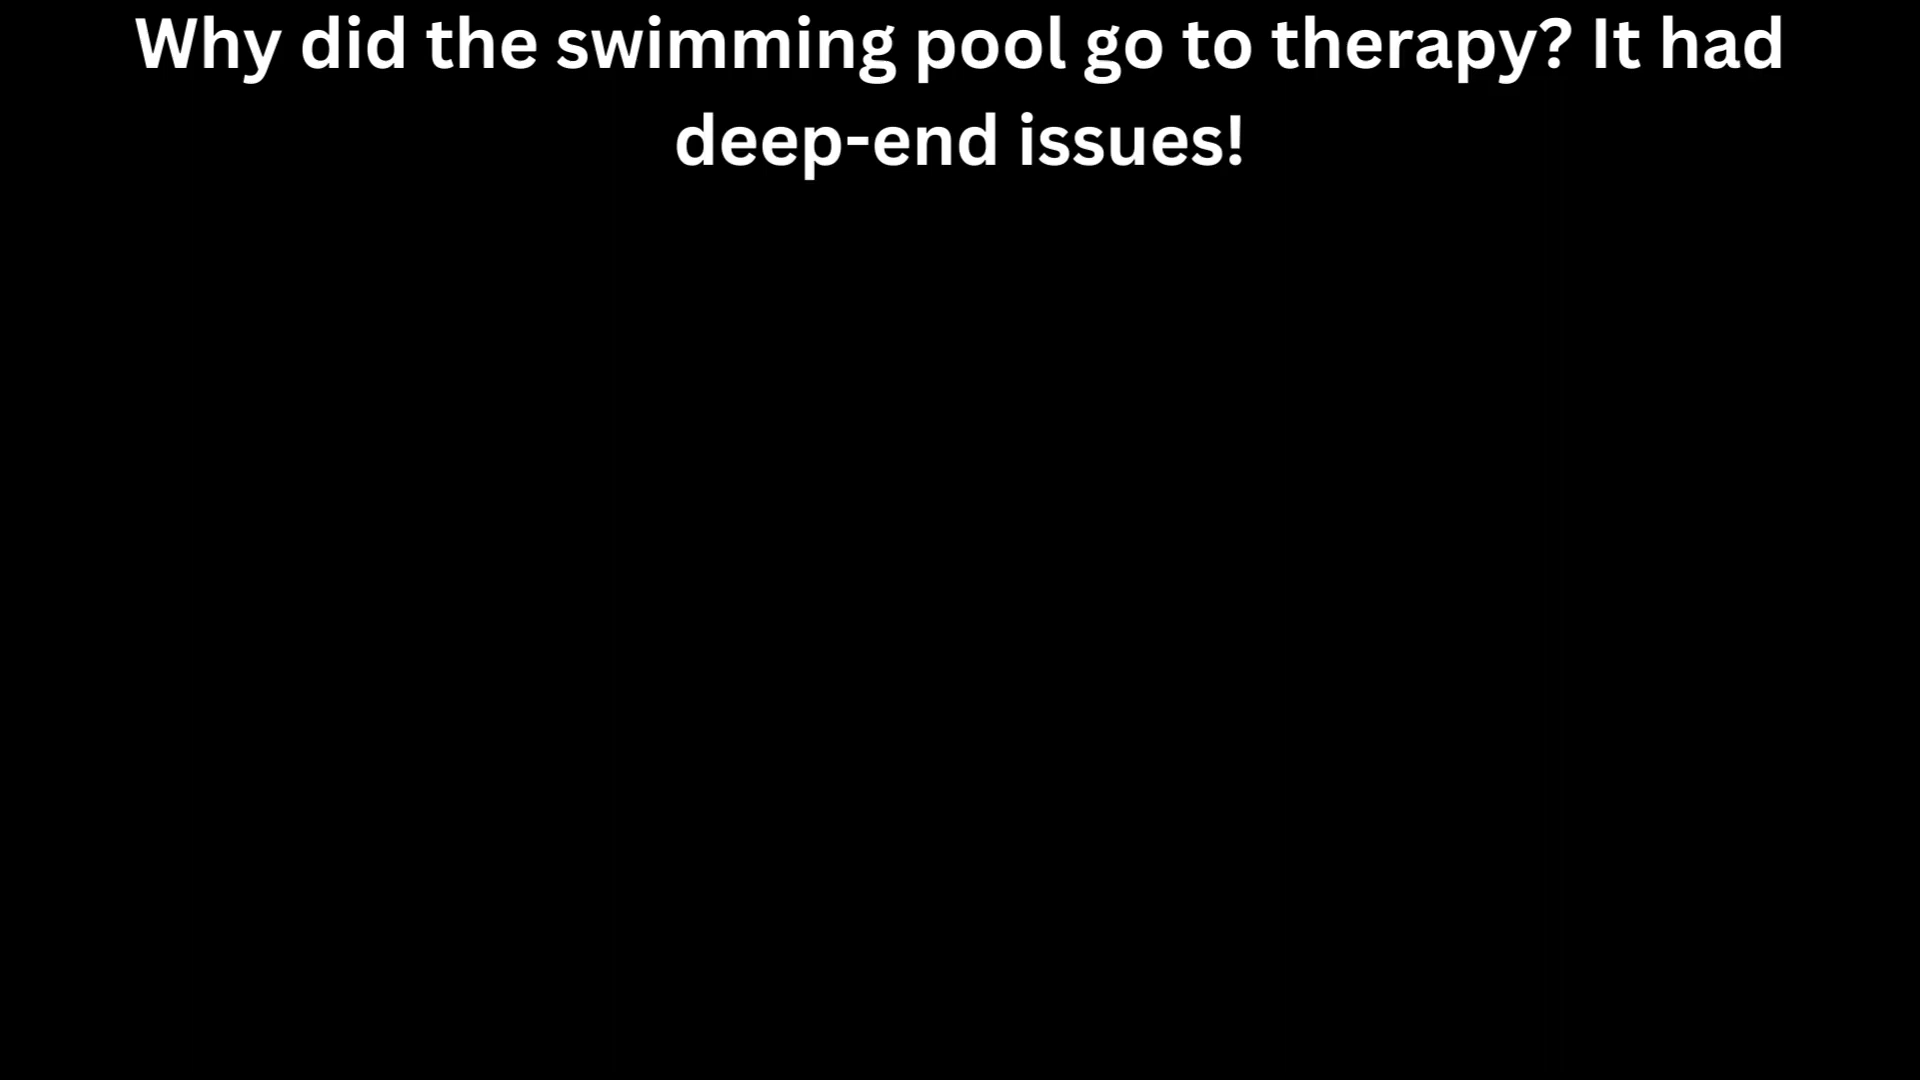 Why did the swimming pool go to therapy? It had
deep-end issues!